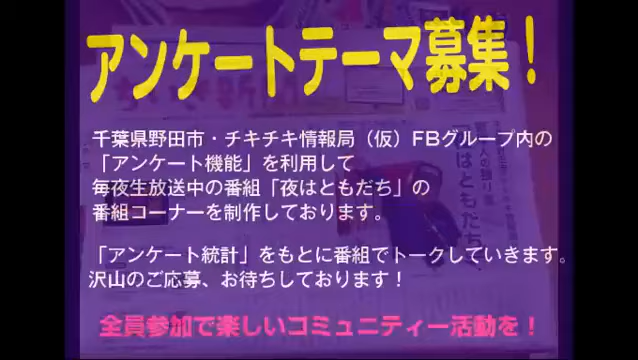 アンケートテーマ募集！
千葉県野田市・チキチキ情報局（仮）FBグループ内の
「アンケート機能」を利用して
毎夜生放送中の番組「夜はともだち」の
番組コーナーを制作しております。
「アンケート統計」をもとに番組でトークしていきます。
沢山のご応募、お待ちしております！
全員参加で楽しいコミュニティー活動を！